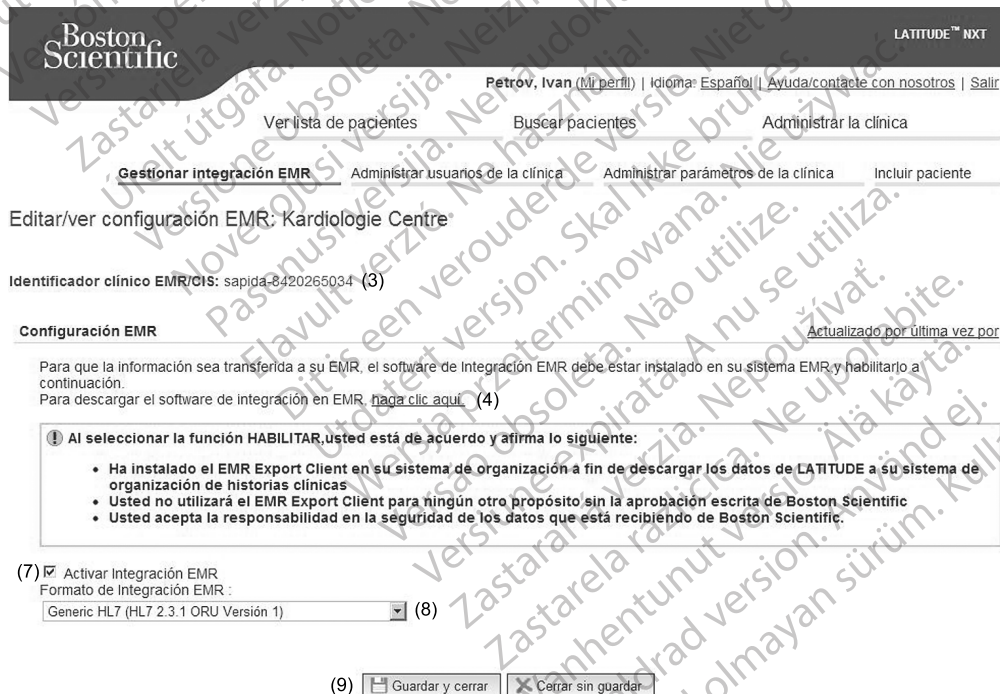 Boston
Scientific
LATITUDE™ NXT
Petrov, Ivan (Mi perfil) | Idioma: Español | Ayuda/contacte con nosotros | Salir
Ver lista de pacientes Buscar pacientes Administrar la clínica
Gestionar integración EMR Administrar usuarios de la clínica Administrar parámetros de la clínica Incluir paciente
Editar/ver configuración EMR: Kardiologie Centre
Identificador clínico EMR/CIS: sapida-8420265034 (3)
Configuración EMR Actualizado por última vez por
Para que la información sea transferida a su EMR, el software de Integración EMR debe estar instalado en su sistema EMR y habilitarlo a
continuación.
Para descargar el software de integración en EMR, haga clic aquí. (4)
Al seleccionar la función HABILITAR,usted está de acuerdo y afirma lo siguiente:
• Ha instalado el EMR Export Client en su sistema de organización a fin de descargar los datos de LATITUDE a su sistema de
organización de historias clínicas
• Usted no utilizará el EMR Export Client para ningún otro propósito sin la aprobación escrita de Boston Scientific
• Usted acepta la responsabilidad en la seguridad de los datos que está recibiendo de Boston Scientific.
(7) Activar Integración EMR
Formato de Integración EMR :
Generic HL7 (HL7 2.3.1 ORU Versión 1) (8)
(9) Guardar y cerrar Cerrar sin guardar